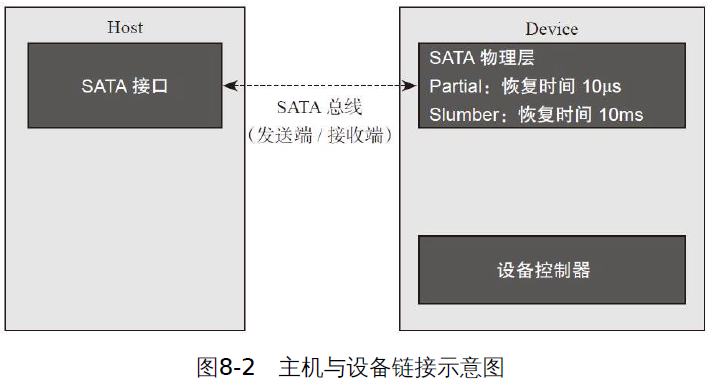 Host
SATA 接口
SATA 总线
（发送端 / 接收端）
Device
SATA 物理层
Partial：恢复时间 10μs
Slumber：恢复时间 10ms
设备控制器
图8-2 主机与设备链接示意图